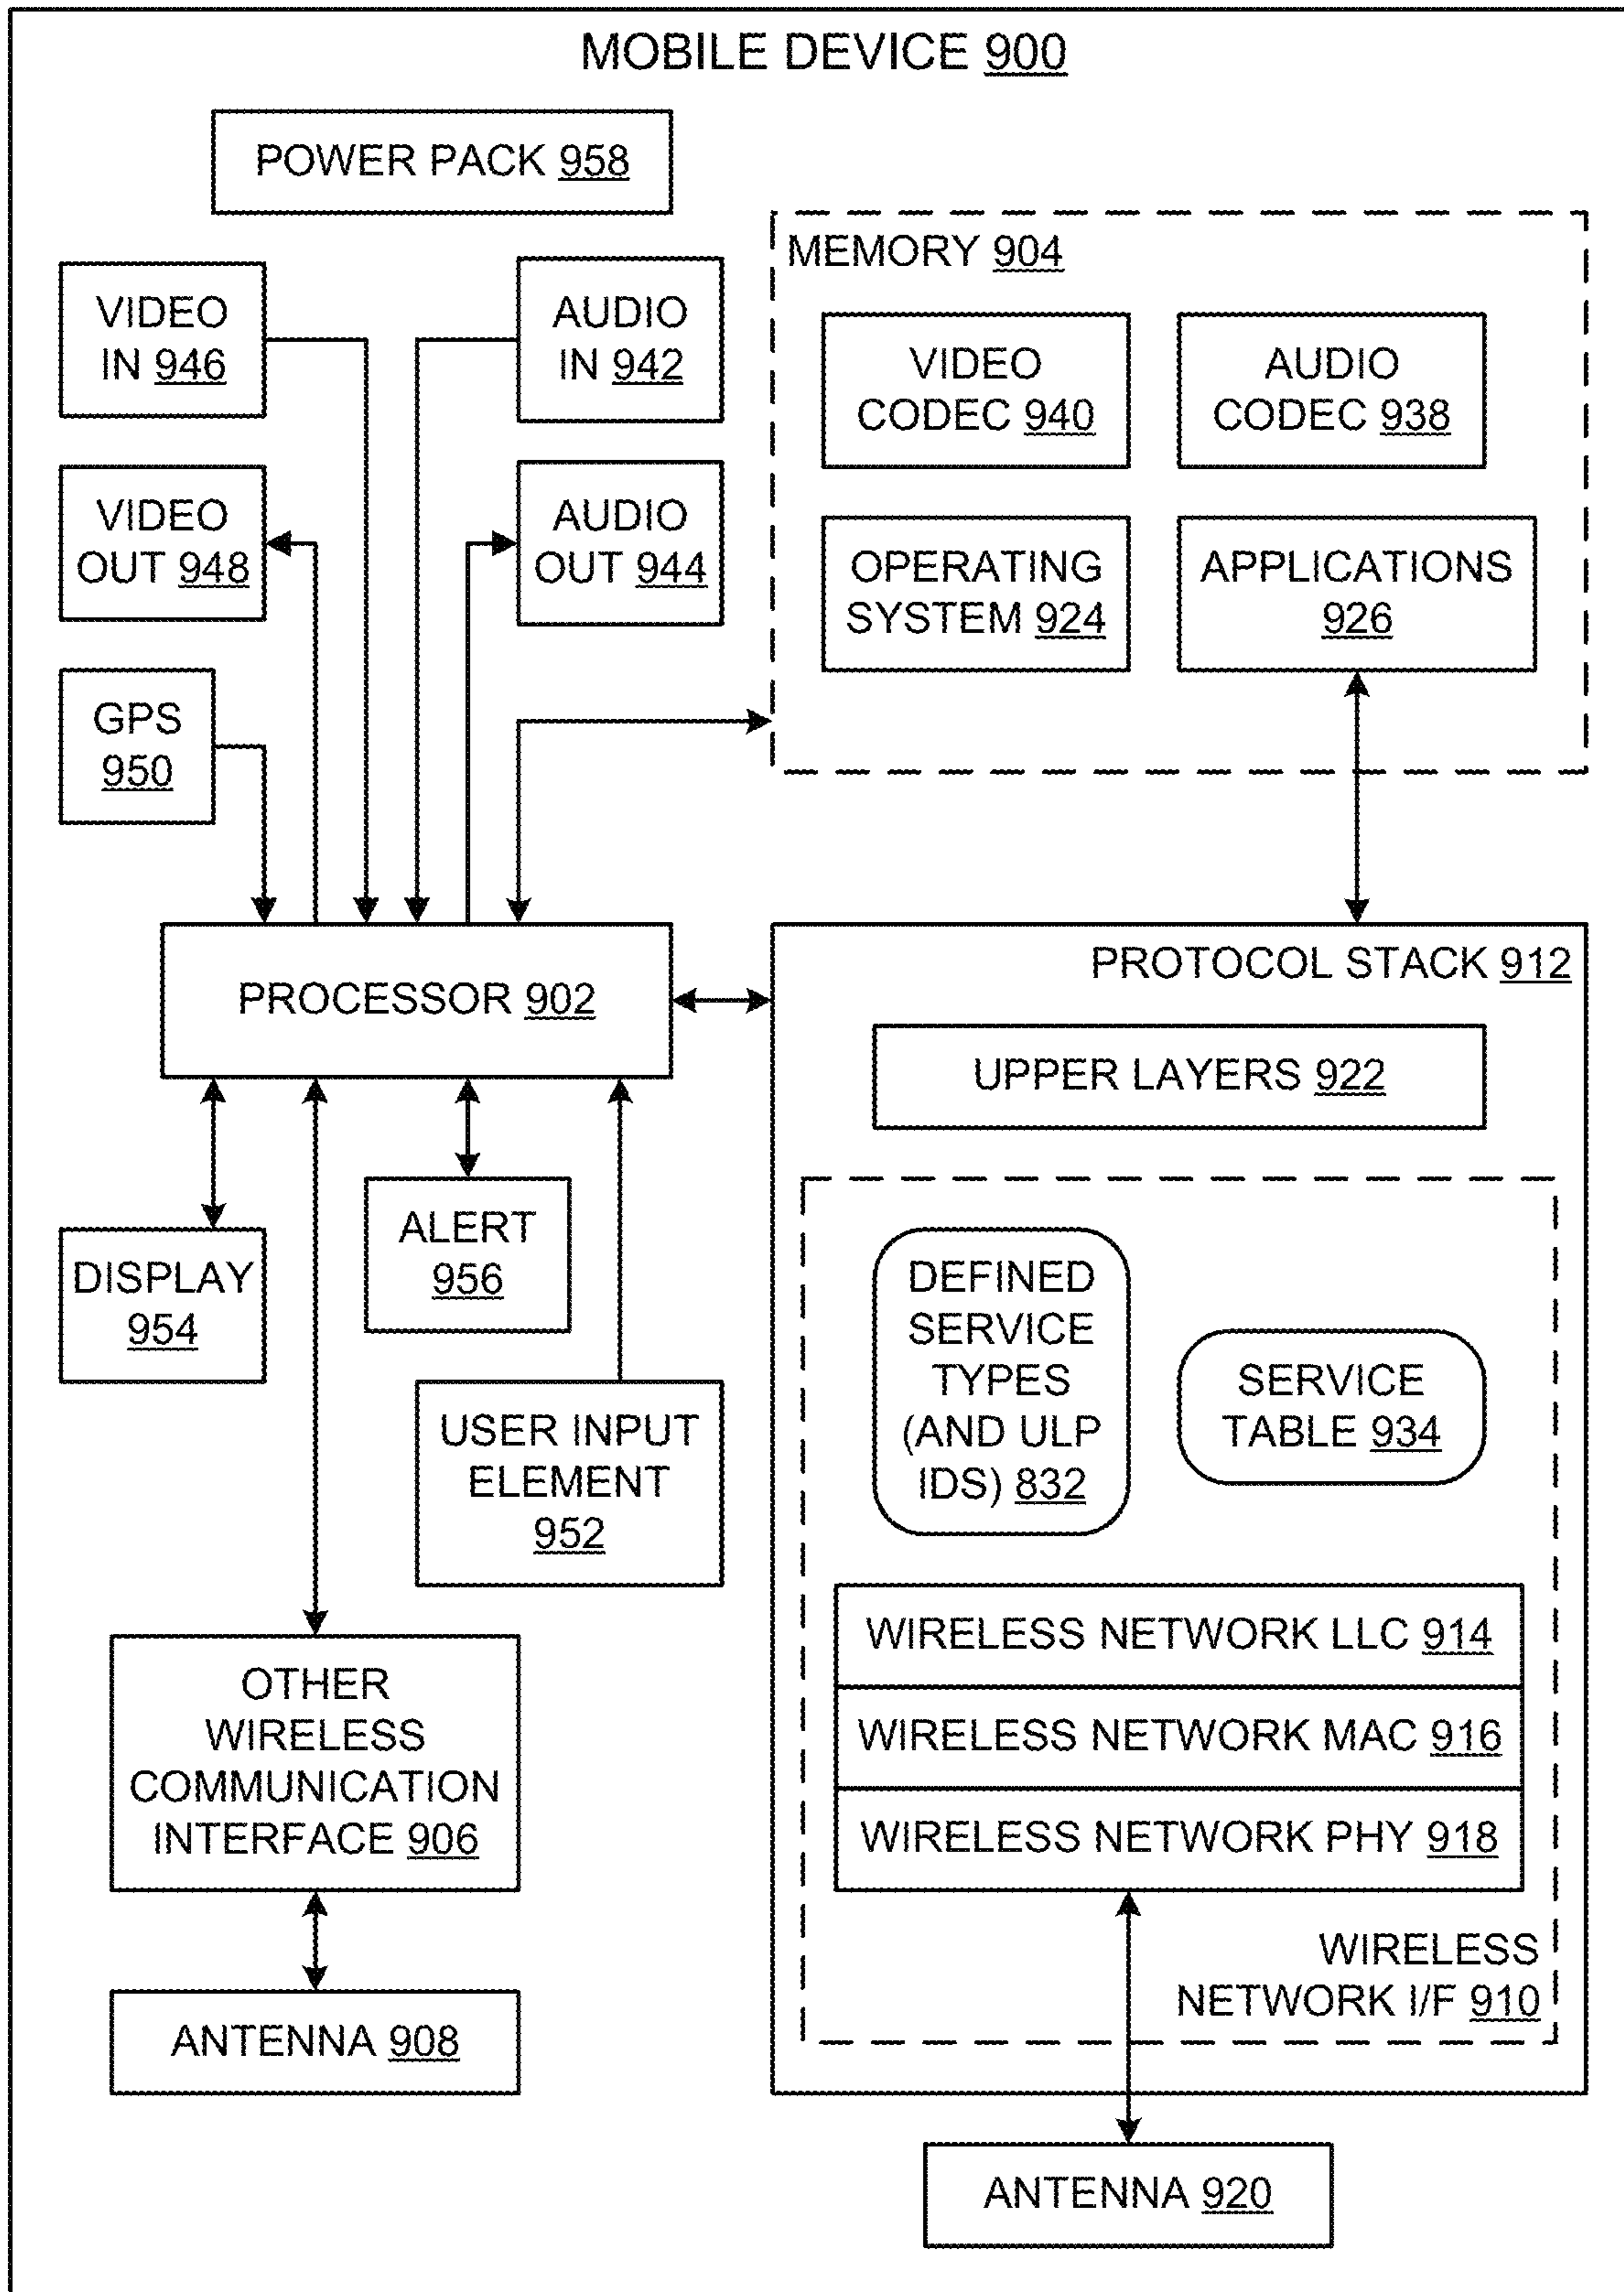 MOBILE DEVICE 900
POWER PACK 958
VIDEO
IN 946
AUDIO
IN 942
VIDEO
OUT 948
AUDIO
OUT 944
GPS
950
MEMORY 904
VIDEO
CODEC 940
AUDIO
CODEC 938
OPERATING
SYSTEM 924
APPLICATIONS
926
PROCESSOR 902
DISPLAY
954
ALERT
956
USER INPUT
ELEMENT
952
OTHER
WIRELESS
COMMUNICATION
INTERFACE 906
ANTENNA 908
PROTOCOL STACK 912
UPPER LAYERS 922
DEFINED
SERVICE
TYPES
(AND ULP
IDS) 832
SERVICE
TABLE 934
WIRELESS NETWORK LLC 914
WIRELESS NETWORK MAC 916
WIRELESS NETWORK PHY 918
WIRELESS
NETWORK I/F 910
ANTENNA 920